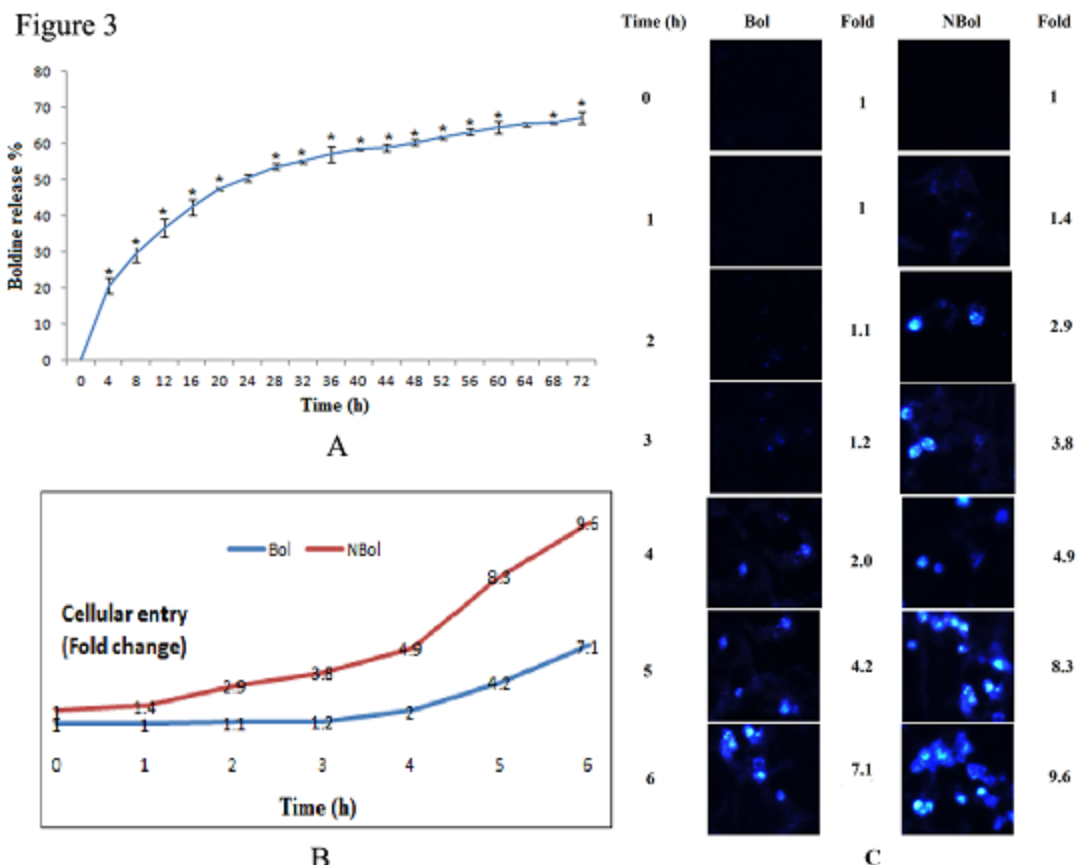 Figure 3
80
70
60
50
40
30
20
10
0
Boldine release %
* * * * * * * * * * * * * * * *
0 4 8 12 16 20 24 28 32 36 40 44 48 52 56 60 64 68 72
Time (h)
A
Bol NBol
Cellular entry
(Fold change)
1 1.4 2.9 3.8 4.9 8.3 9.6
1 1 1.1 1.2 2 4.2 7.1
0 1 2 3 4 5 6
Time (h)
B
Time (h) Bol Fold NBol Fold
0 1 1
1 1 1.4
2 1.1 2.9
3 1.2 3.8
4 2.0 4.9
5 4.2 8.3
6 7.1 9.6
C